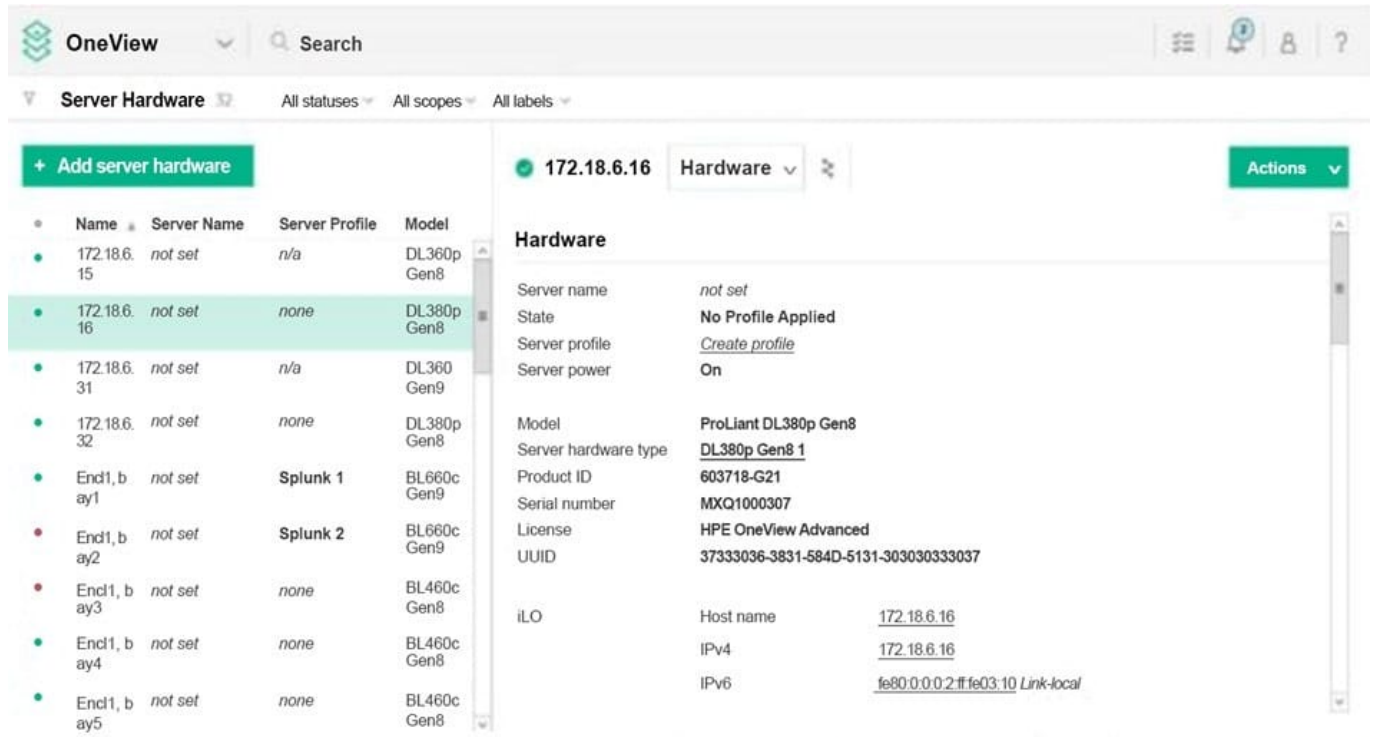 OneView Search
Server Hardware 32 All statuses All scopes All labels
+ Add server hardware
Name Server Name Server Profile Model
172.18.6. not set n/a DL360p
15 Gen8
172.18.6. not set none DL380p
16 Gen8
172.18.6. not set n/a DL360
31 Gen9
172.18.6. not set none DL380p
32 Gen8
Encl1, b not set Splunk 1 BL660c
ay1 Gen9
Encl1, b not set Splunk 2 BL660c
ay2 Gen9
Encl1, b not set none BL460c
ay3 Gen8
Encl1, b not set none BL460c
ay4 Gen8
Encl1, b not set none BL460c
ay5 Gen8
172.18.6.16 Hardware Actions
Hardware
Server name not set
State No Profile Applied
Server profile Create profile
Server power On
Model ProLiant DL380p Gen8
Server hardware type DL380p Gen8 1
Product ID 603718-G21
Serial number MXQ1000307
License HPE OneView Advanced
UUID 37333036-3831-584D-5131-303030333037
iLO Host name 172.18.6.16
IPv4 172.18.6.16
IPv6 fe80:0:0:0:2:ff:fe03:10 Link-local